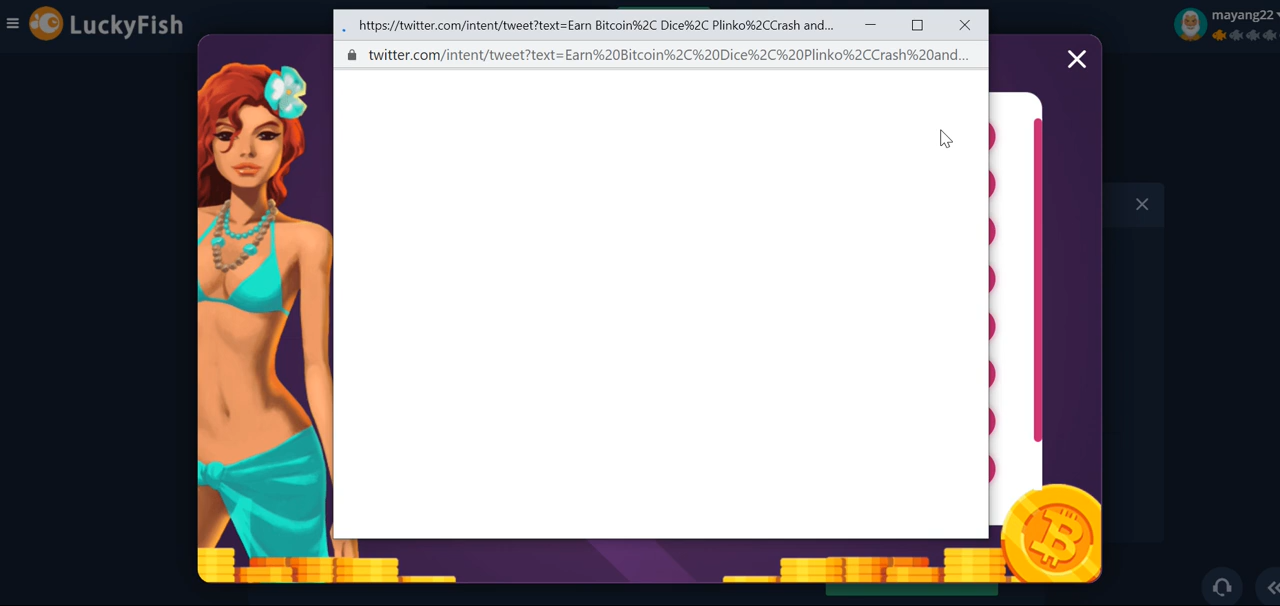 LuckyFish
https://twitter.com/intent/tweet?text=Earn Bitcoin%2C Dice%2C Plinko%2CCrash and...
mayang22
twitter.com/intent/tweet?text=Earn%20Bitcoin%2C%20Dice%2C%20Plinko%2CCrash%20and...